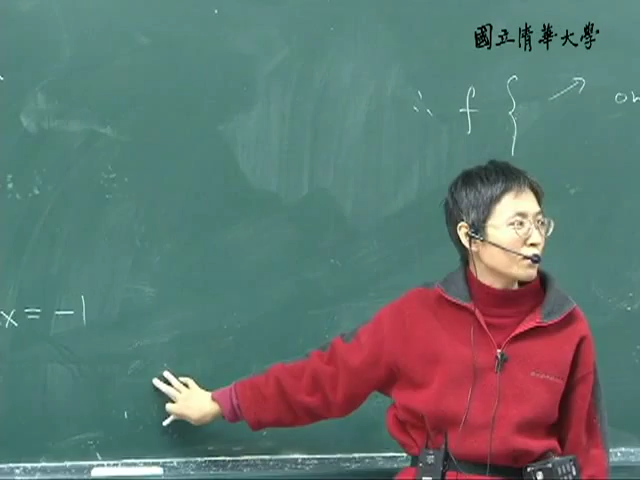 國立清華大學
∴ f { ↗ on
x = -1